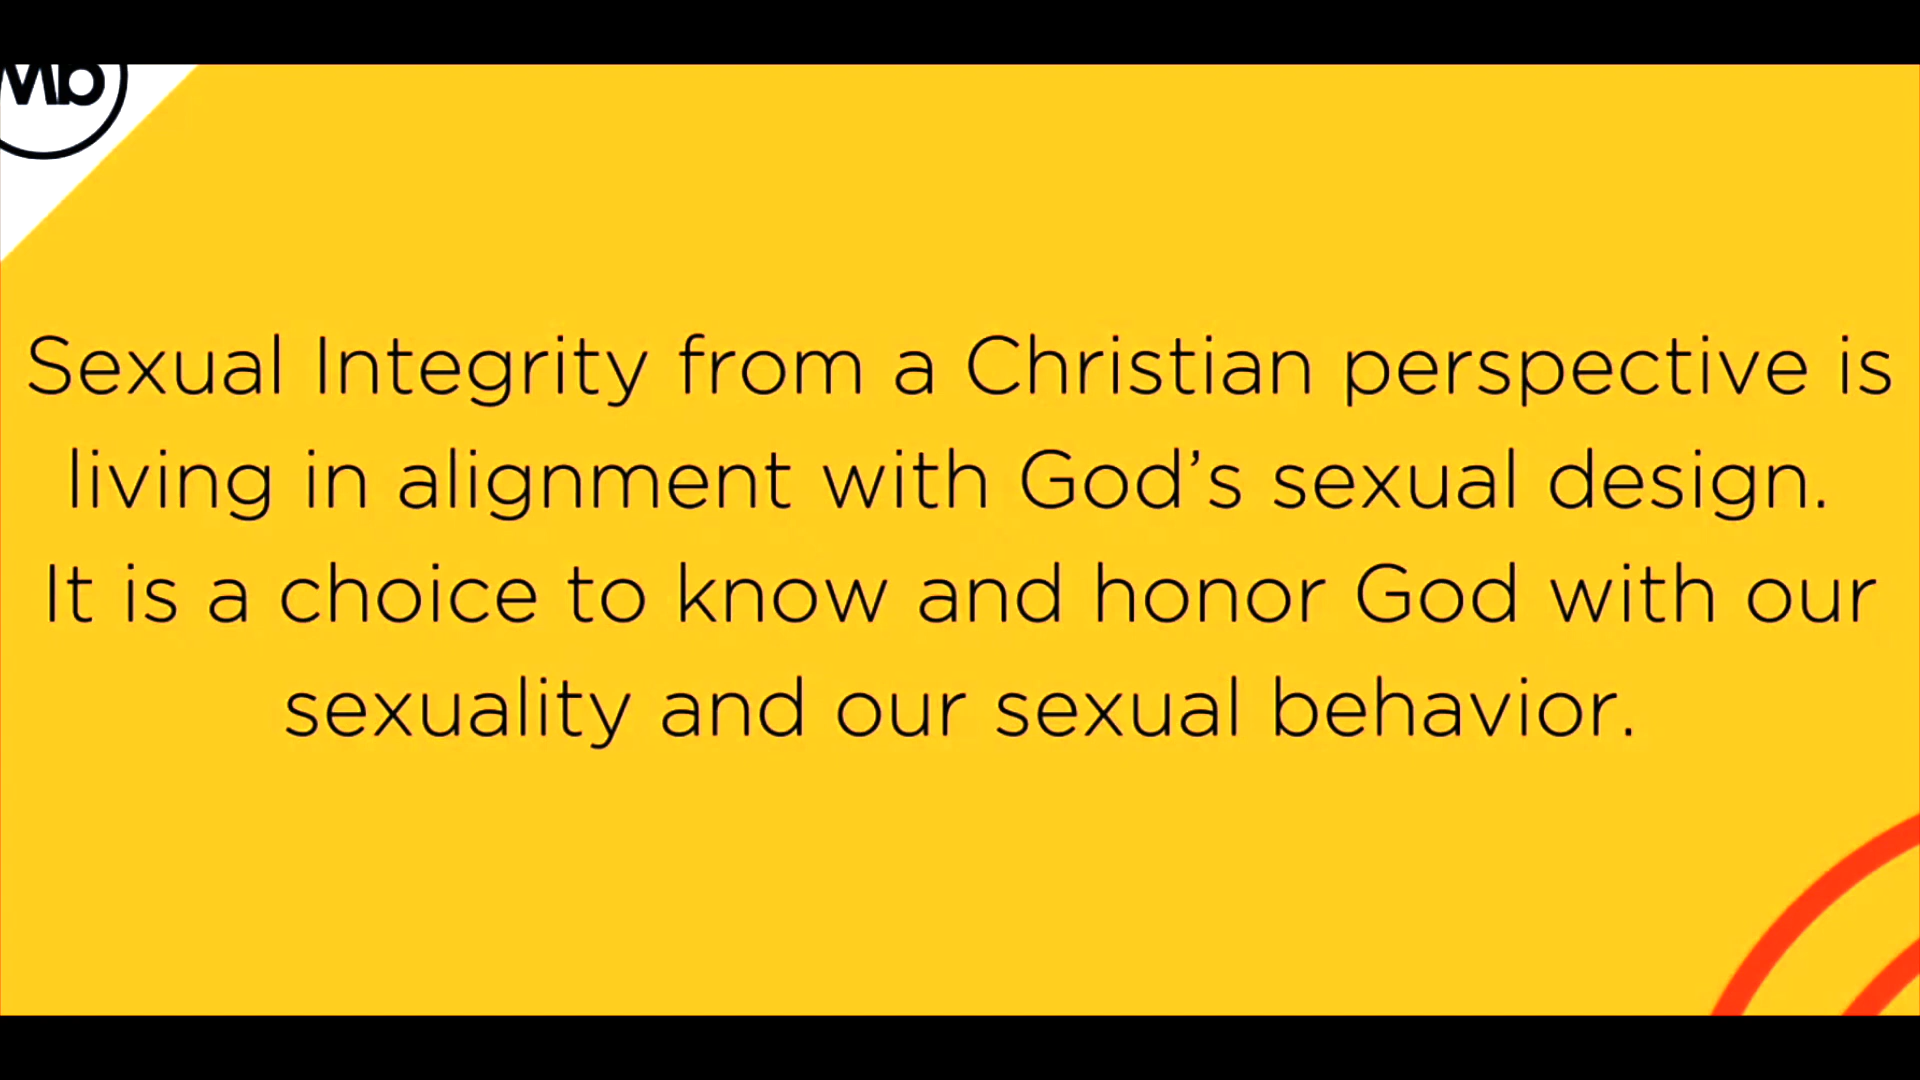 Sexual Integrity from a Christian perspective is
living in alignment with God’s sexual design.
It is a choice to know and honor God with our
sexuality and our sexual behavior.